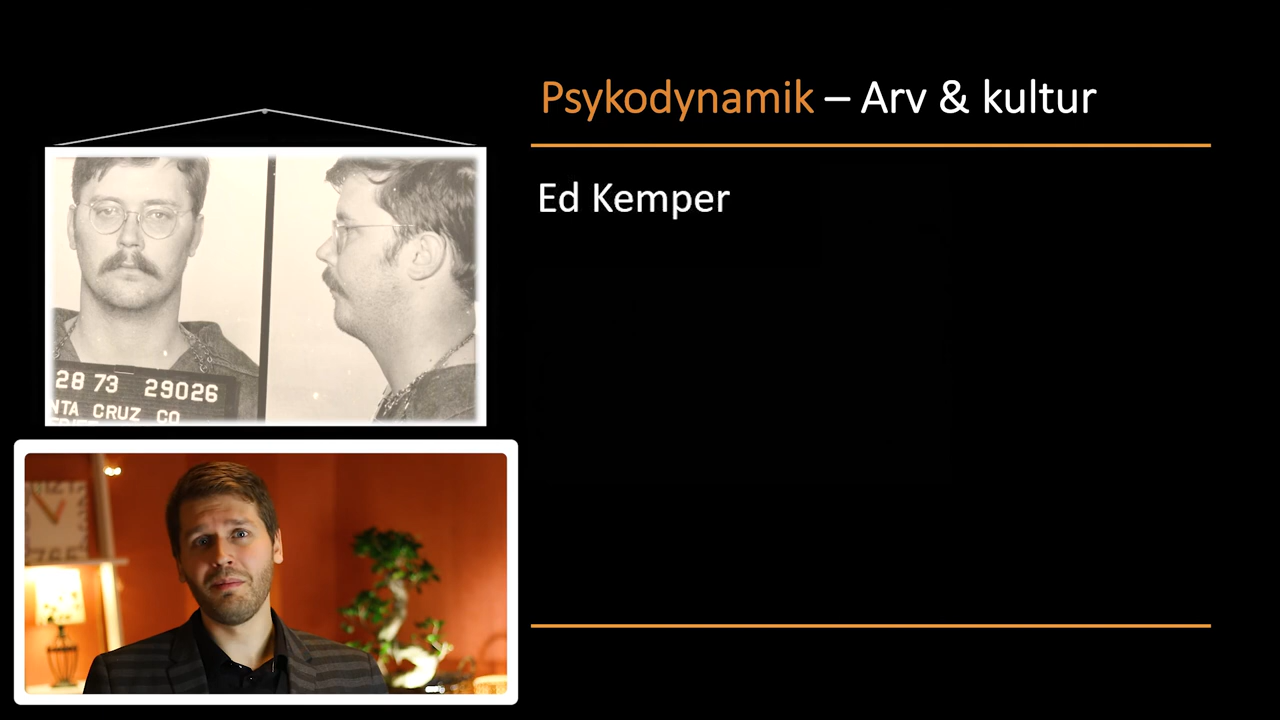 Psykodynamik – Arv & kultur
Ed Kemper
28 73 29026
NTA CRUZ CO